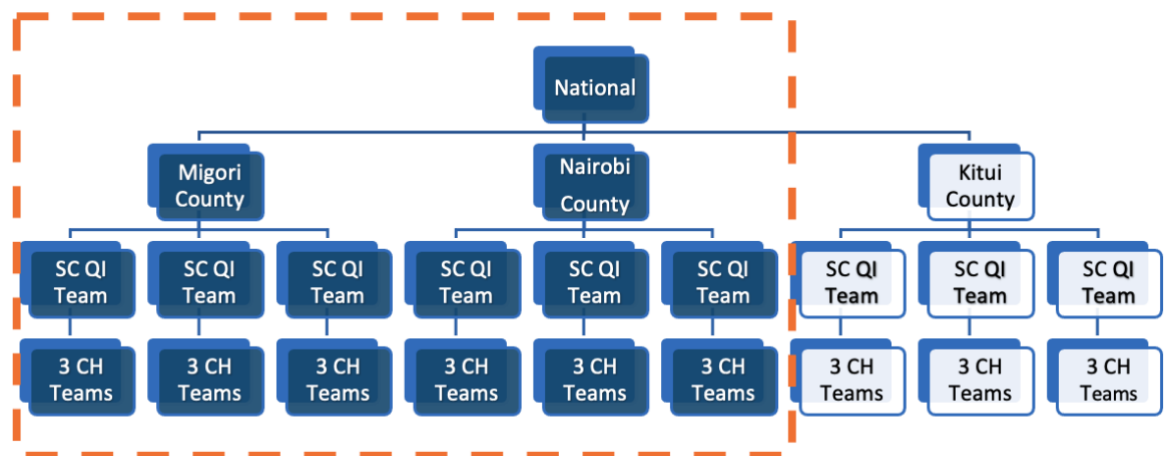 National
Migori
County
Nairobi
County
Kitui
County
SC QI
Team
SC QI
Team
SC QI
Team
SC QI
Team
SC QI
Team
SC QI
Team
SC QI
Team
SC QI
Team
SC QI
Team
3 CH
Teams
3 CH
Teams
3 CH
Teams
3 CH
Teams
3 CH
Teams
3 CH
Teams
3 CH
Teams
3 CH
Teams
3 CH
Teams